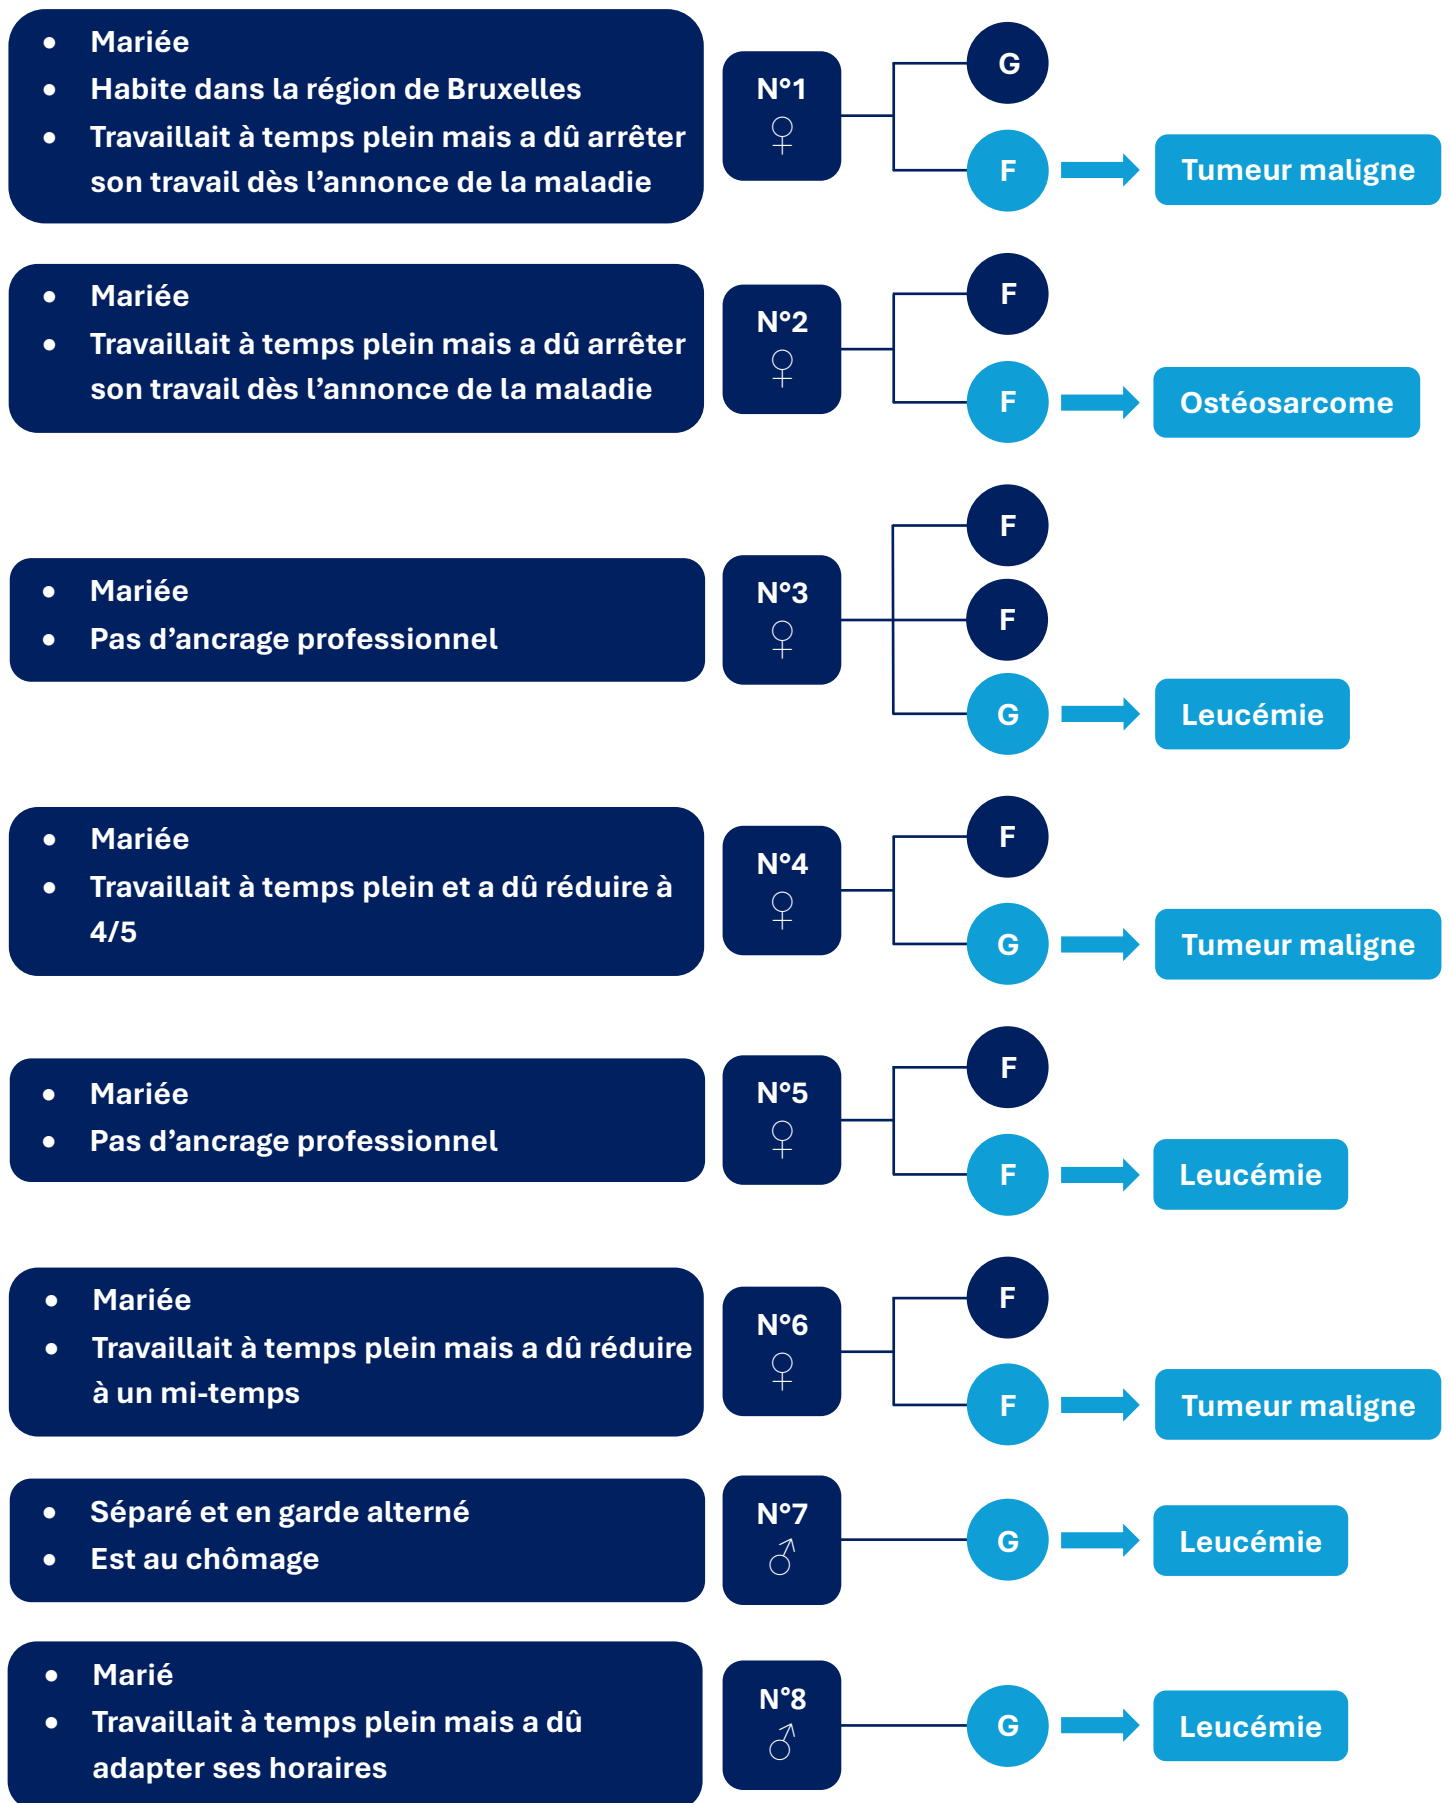 • Mariée
• Habite dans la région de Bruxelles
• Travaillait à temps plein mais a dû arrêter
son travail dès l’annonce de la maladie
N°1
♀
G
F
Tumeur maligne
• Mariée
• Travaillait à temps plein mais a dû arrêter
son travail dès l’annonce de la maladie
N°2
♀
F
F
Ostéosarcome
• Mariée
• Pas d’ancrage professionnel
N°3
♀
F
F
G
Leucémie
• Mariée
• Travaillait à temps plein et a dû réduire à
4/5
N°4
♀
F
G
Tumeur maligne
• Mariée
• Pas d’ancrage professionnel
N°5
♀
F
F
Leucémie
• Mariée
• Travaillait à temps plein mais a dû réduire
à un mi-temps
N°6
♀
F
F
Tumeur maligne
• Séparé et en garde alterné
• Est au chômage
N°7
♂
G
Leucémie
• Marié
• Travaillait à temps plein mais a dû
adapter ses horaires
N°8
♂
G
Leucémie